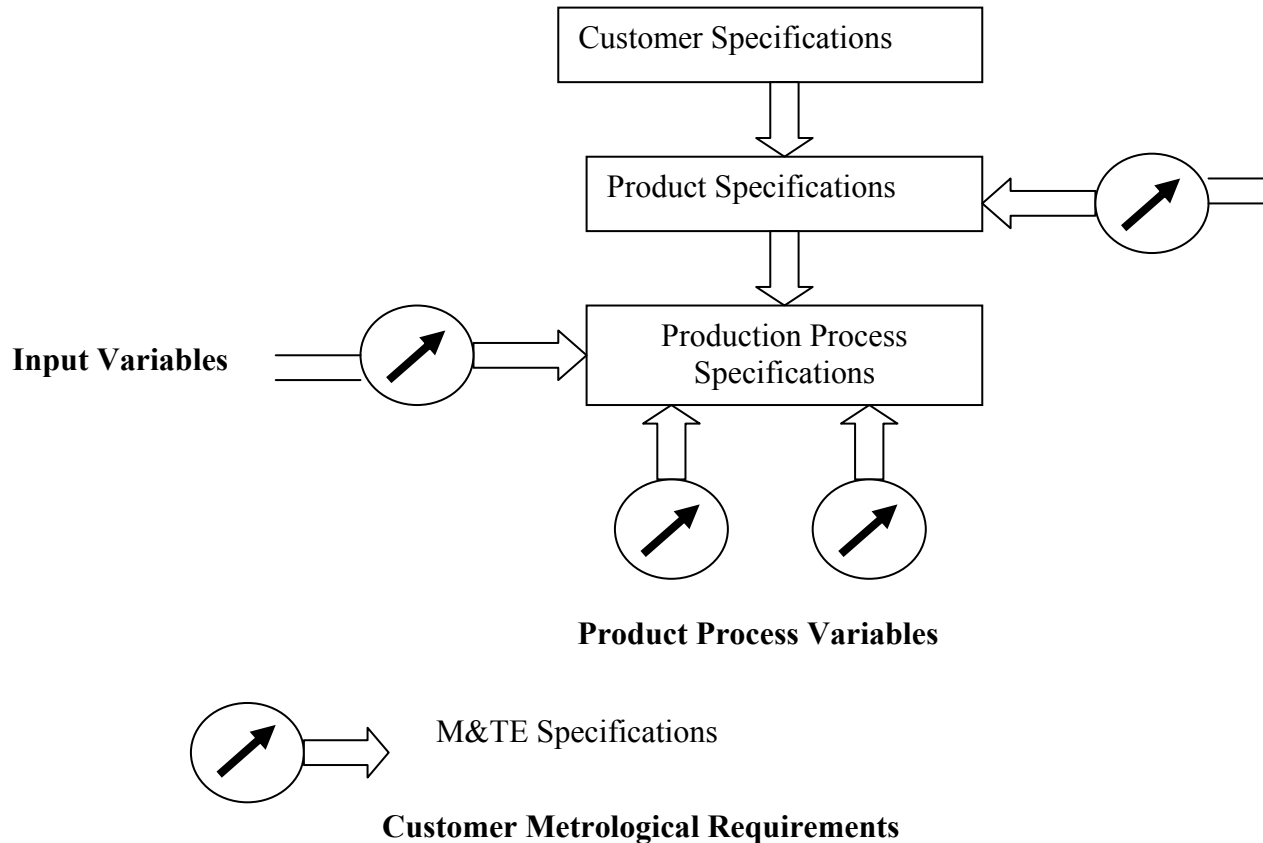 Customer Specifications
Product Specifications
Input Variables
Production Process
Specifications
Product Process Variables
M&TE Specifications
Customer Metrological Requirements